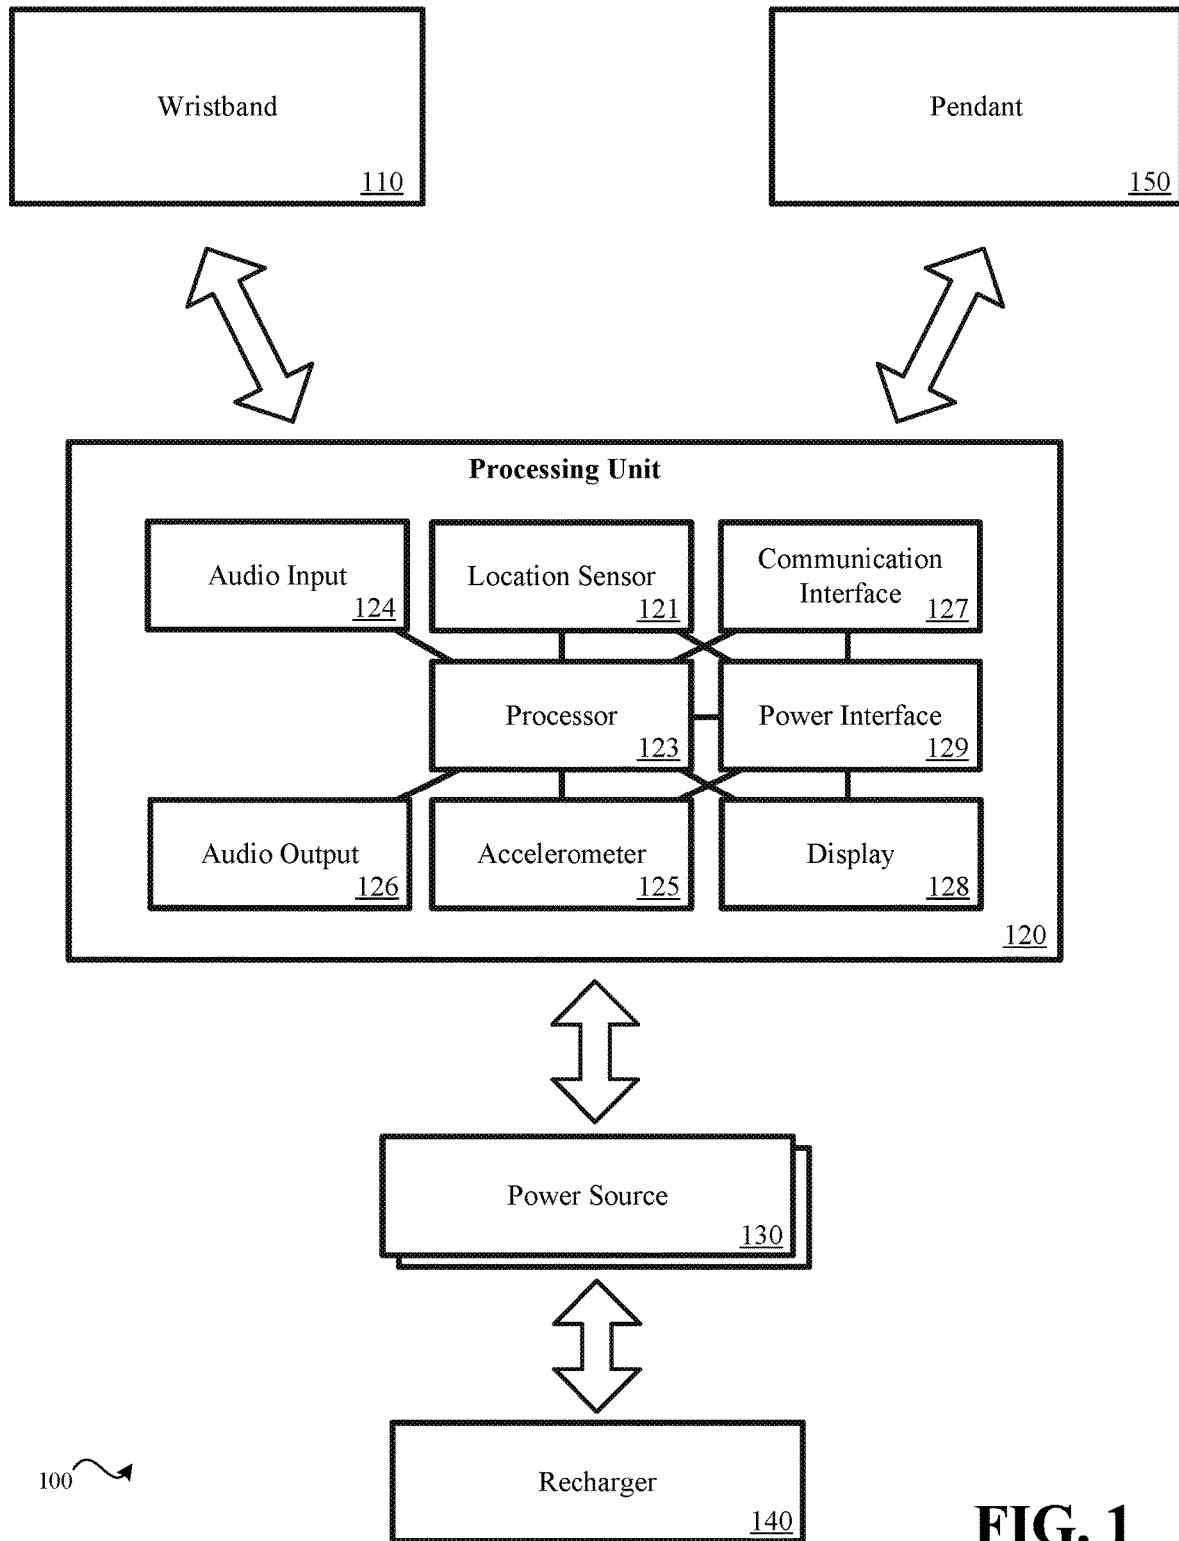 Wristband
110
Pendant
150
Processing Unit
Audio Input
124
Location Sensor
121
Communication
Interface
127
Processor
123
Power Interface
129
Audio Output
126
Accelerometer
125
Display
128
120
Power Source
130
Recharger
140
100
FIG. 1